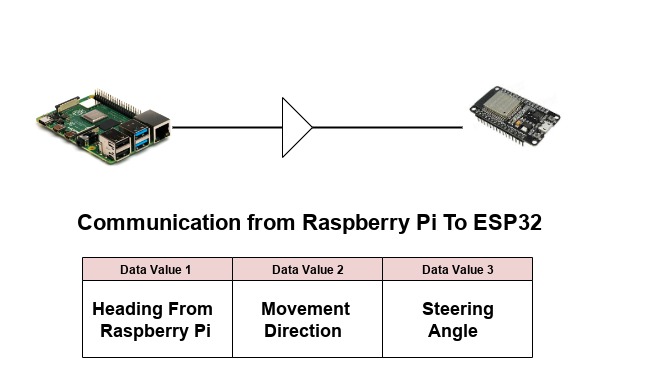 Communication from Raspberry Pi To ESP32
Data Value 1
Data Value 2
Data Value 3
Heading From
Raspberry Pi
Movement
Direction
Steering
Angle